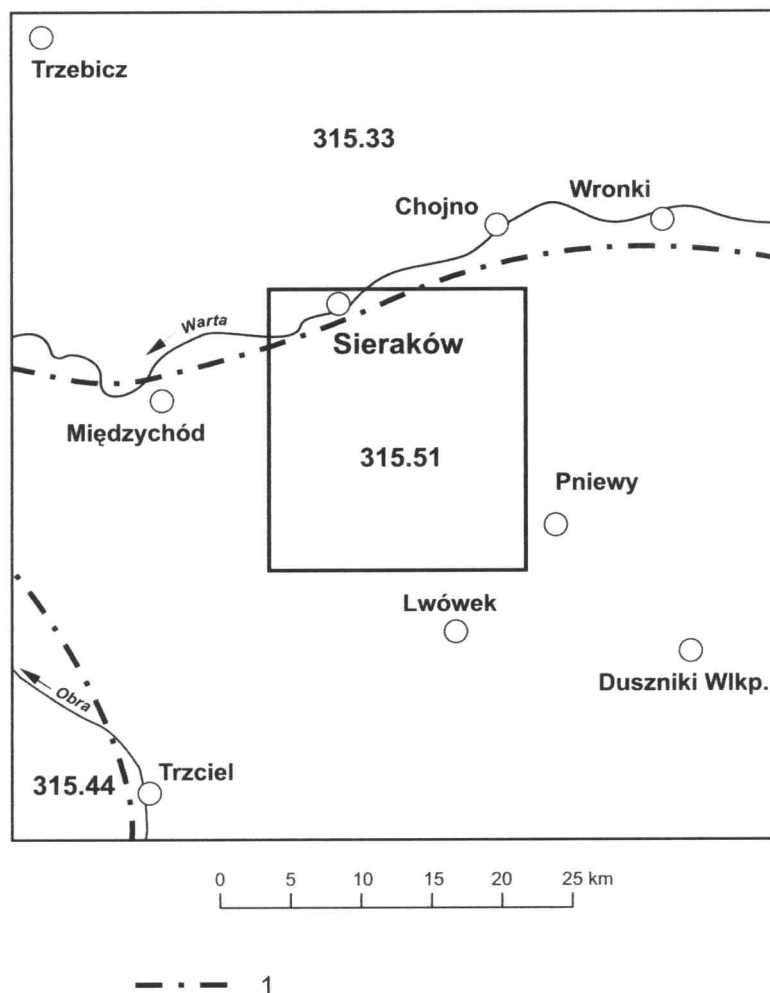 Trzebicz
315.33
Wronki
Chojno
Warta
Sieraków
Międzychód
315.51
Pniewy
Lwówek
Duszniki Wlkp.
Obra
Trzciel
315.44
0 5 10 15 20 25 km
1